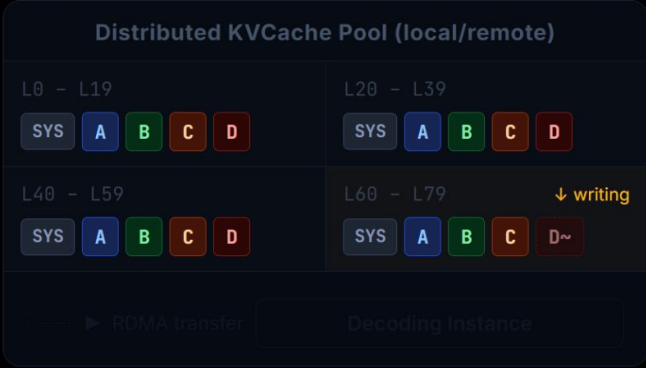 Distributed KVCache Pool (local/remote)
L0 – L19
SYS A B C D
L20 – L39
SYS A B C D
L40 – L59
SYS A B C D
L60 – L79 ↓ writing
SYS A B C D~
▶ RDMA transfer Decoding Instance